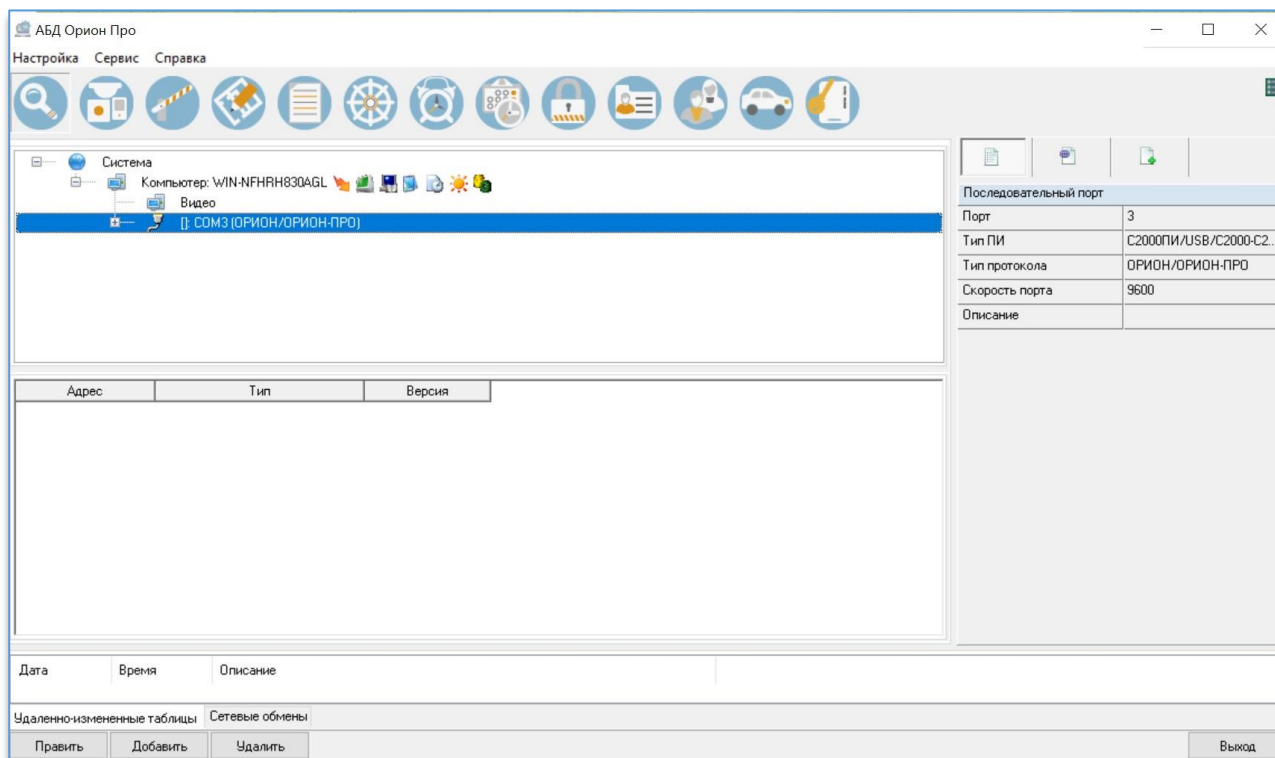 АБД Орион Про
Настройка Сервис Справка
Система
Компьютер: WIN-NFHRH830AGL
Видео
[]: COM3 (ОРИОН/ОРИОН-ПРО)
Последовательный порт
Порт 3
Тип ПИ С2000ПИ/USB/С2000-С2...
Тип протокола ОРИОН/ОРИОН-ПРО
Скорость порта 9600
Описание
Адрес Тип Версия
Дата Время Описание
Удаленно-измененные таблицы Сетевые обмены
Править Добавить Удалить Выход